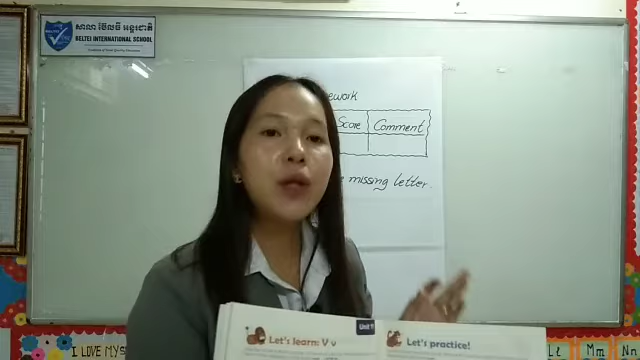 សាលា ប៊ែលធី អន្តរជាតិ
BELTEI INTERNATIONAL SCHOOL
Score Comment
missing letter.
Unit 11
Let's learn: V v
Let's practice!
I LOVE MY S
Ll Mm Nn